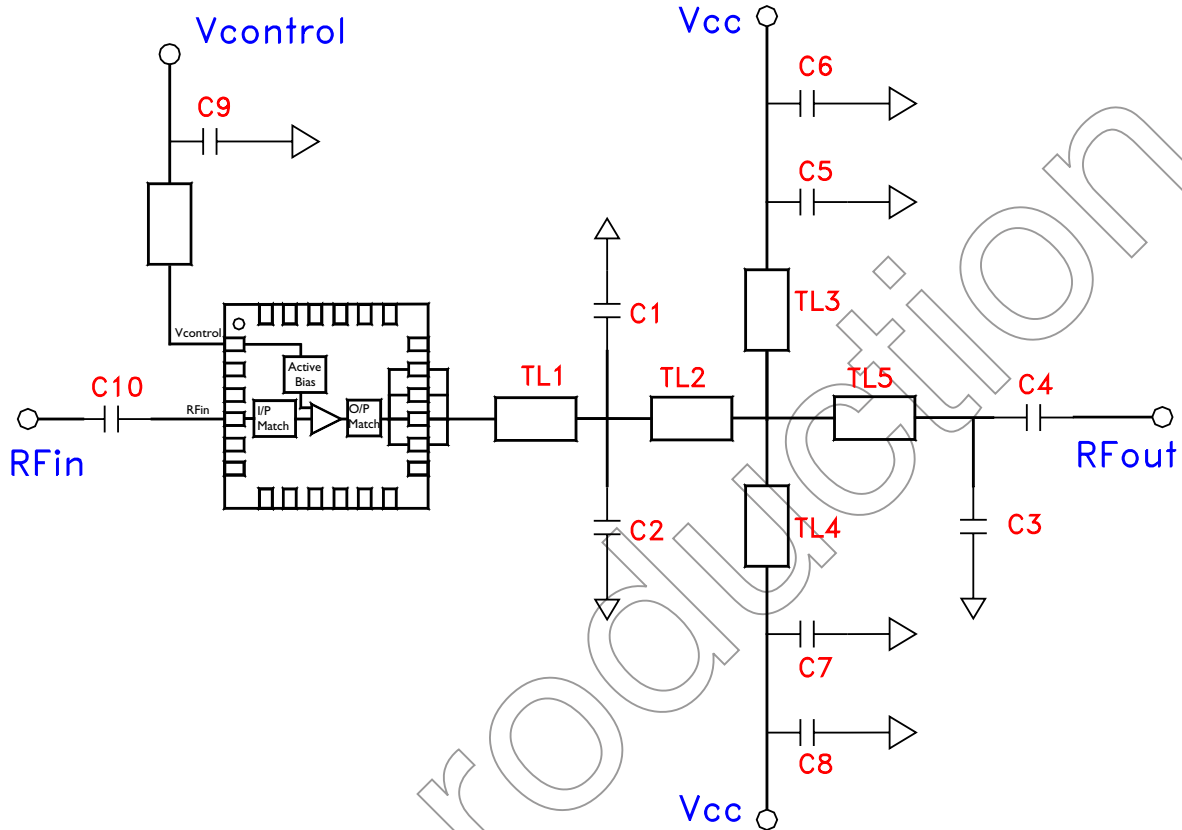 Vcontrol
Vcc
C6
C9
C5
TL3
C1
Vcontrol
Active
Bias
C10
RFin
I/P
Match
O/P
Match
TL1
TL2
TL5
C4
RFin
RFout
C2
TL4
C3
C7
C8
Vcc
roduction